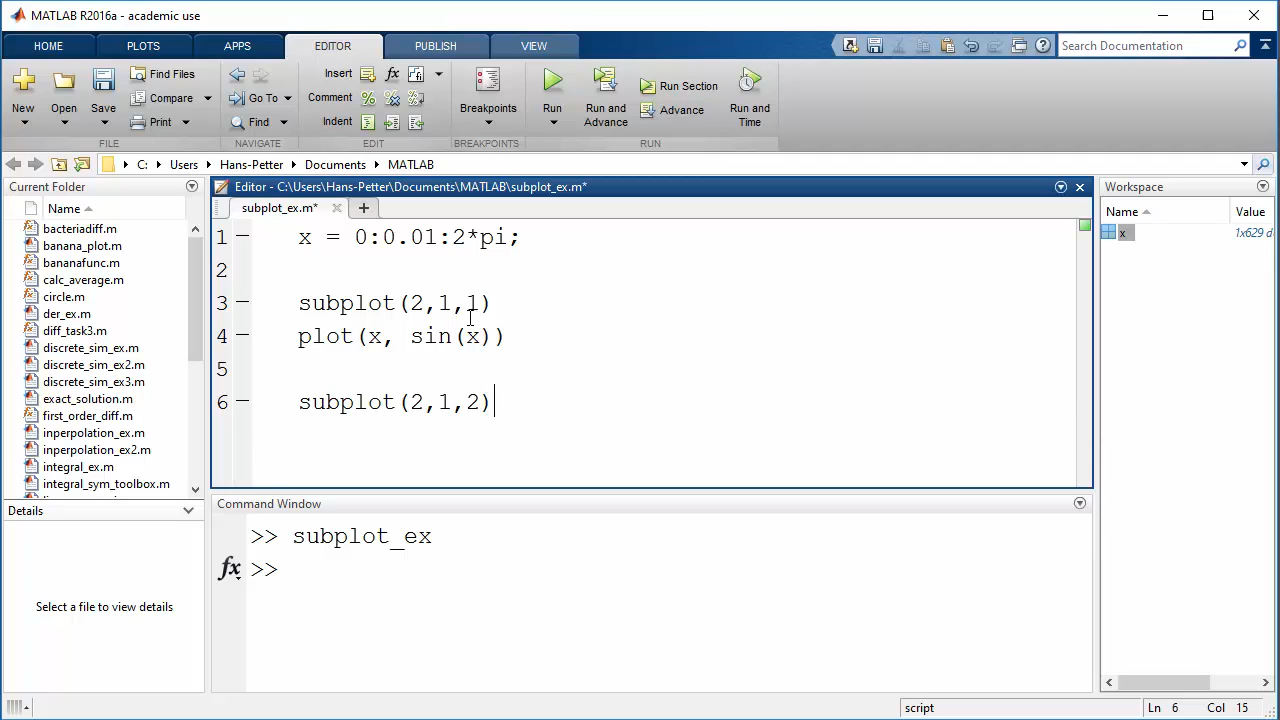 MATLAB R2016a - academic use
HOME PLOTS APPS EDITOR PUBLISH VIEW
Search Documentation
New Open Save
Find Files
Compare
Print
Insert
Comment
Indent
Go To
Find
fx
Breakpoints
Run
Run and Advance
Run Section
Advance
Run and Time
FILE NAVIGATE EDIT BREAKPOINTS RUN
C: Users Hans-Petter Documents MATLAB
Current Folder
Name
bacteriadiff.m
banana_plot.m
bananafunc.m
calc_average.m
circle.m
der_ex.m
diff_task3.m
discrete_sim_ex.m
discrete_sim_ex2.m
discrete_sim_ex3.m
exact_solution.m
first_order_diff.m
inperpolation_ex.m
inperpolation_ex2.m
integral_ex.m
integral_sym_toolbox.m
Details
Select a file to view details
Editor - C:\Users\Hans-Petter\Documents\MATLAB\subplot_ex.m*
subplot_ex.m*
1 x = 0:0.01:2*pi;
2
3 subplot(2,1,1)
4 plot(x, sin(x))
5
6 subplot(2,1,2)
Command Window
>> subplot_ex
fx >>
Workspace
Name Value
x 1x629 d
script
Ln 6 Col 15